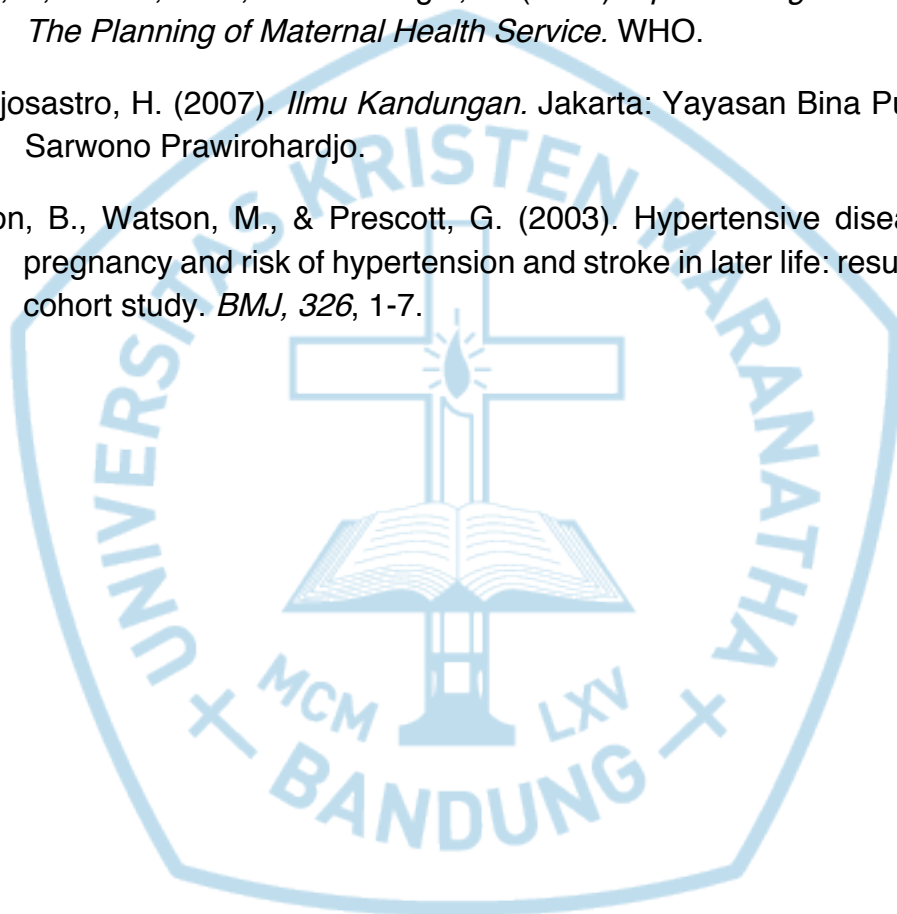 The Planning of Maternal Health Service. WHO.
josastro, H. (2007). Ilmu Kandungan. Jakarta: Yayasan Bina Pu
Sarwono Prawirohardjo.
on, B., Watson, M., & Prescott, G. (2003). Hypertensive disea
pregnancy and risk of hypertension and stroke in later life: resu
cohort study. BMJ, 326, 1-7.
UNIVERSITAS KRISTEN MARANATHA
MCM LXV
BANDUNG